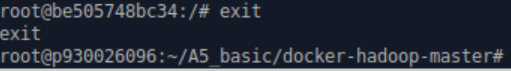 root@be505748bc34:/# exit
exit
root@p930026096:~/A5_basic/docker-hadoop-master#